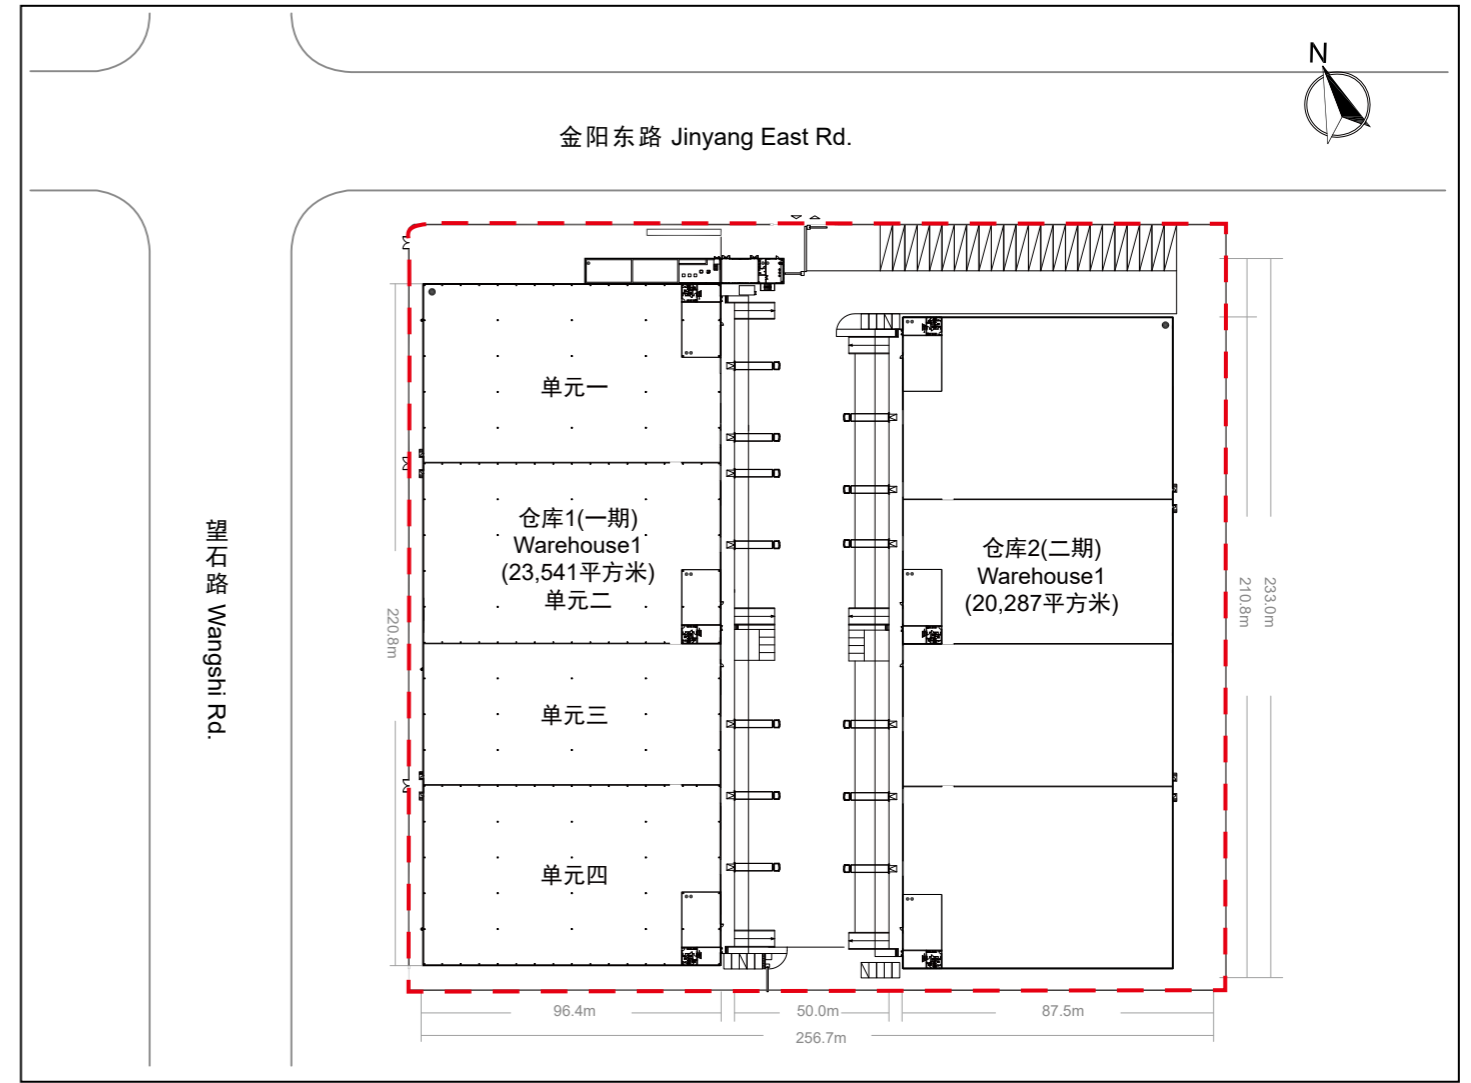 N
金阳东路 Jinyang East Rd.
望石路 Wangshi Rd.
单元一
仓库1(一期)
Warehouse1
(23,541平方米)
单元二
单元三
单元四
仓库2(二期)
Warehouse1
(20,287平方米)
220.8m
210.8m
233.0m
96.4m
50.0m
87.5m
256.7m